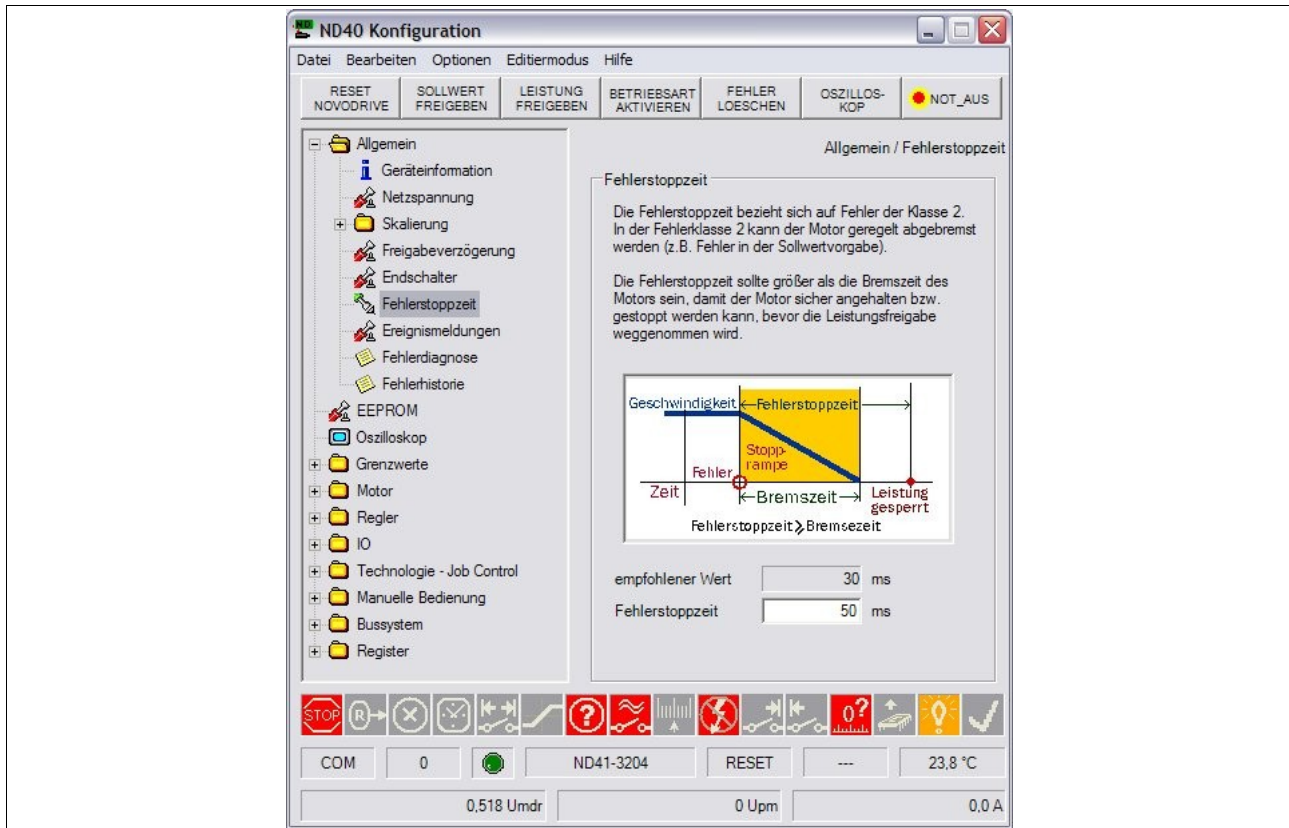 ND40 Konfiguration
Datei Bearbeiten Optionen Editiermodus Hilfe
RESET NOVODRIVE
SOLLWERT FREIGEBEN
LEISTUNG FREIGEBEN
BETRIEBSART AKTIVIEREN
FEHLER LOESCHEN
OSZILLOS-KOP
NOT_AUS
Allgemein
Geräteinformation
Netzspannung
Skalierung
Freigabeverzögerung
Endschalter
Fehlerstoppzeit
Ereignismeldungen
Fehlerdiagnose
Fehlerhistorie
EEPROM
Oszilloskop
Grenzwerte
Motor
Regler
IO
Technologie - Job Control
Manuelle Bedienung
Bussystem
Register
Allgemein / Fehlerstoppzeit
Fehlerstoppzeit
Die Fehlerstoppzeit bezieht sich auf Fehler der Klasse 2.
In der Fehlerklasse 2 kann der Motor geregelt abgebremst
werden (z.B. Fehler in der Sollwertvorgabe).
Die Fehlerstoppzeit sollte größer als die Bremszeit des
Motors sein, damit der Motor sicher angehalten bzw.
gestoppt werden kann, bevor die Leistungsfreigabe
weggenommen wird.
Geschwindigkeit
Fehlerstoppzeit
Stopp-
rampe
Fehler
Zeit
Bremszeit
Leistung
gesperrt
Fehlerstoppzeit > Bremsezeit
empfohlener Wert 30 ms
Fehlerstoppzeit 50 ms
STOP
R
?
0?
COM 0 ND41-3204 RESET --- 23,8 °C
0,518 Umdr 0 Upm 0,0 A